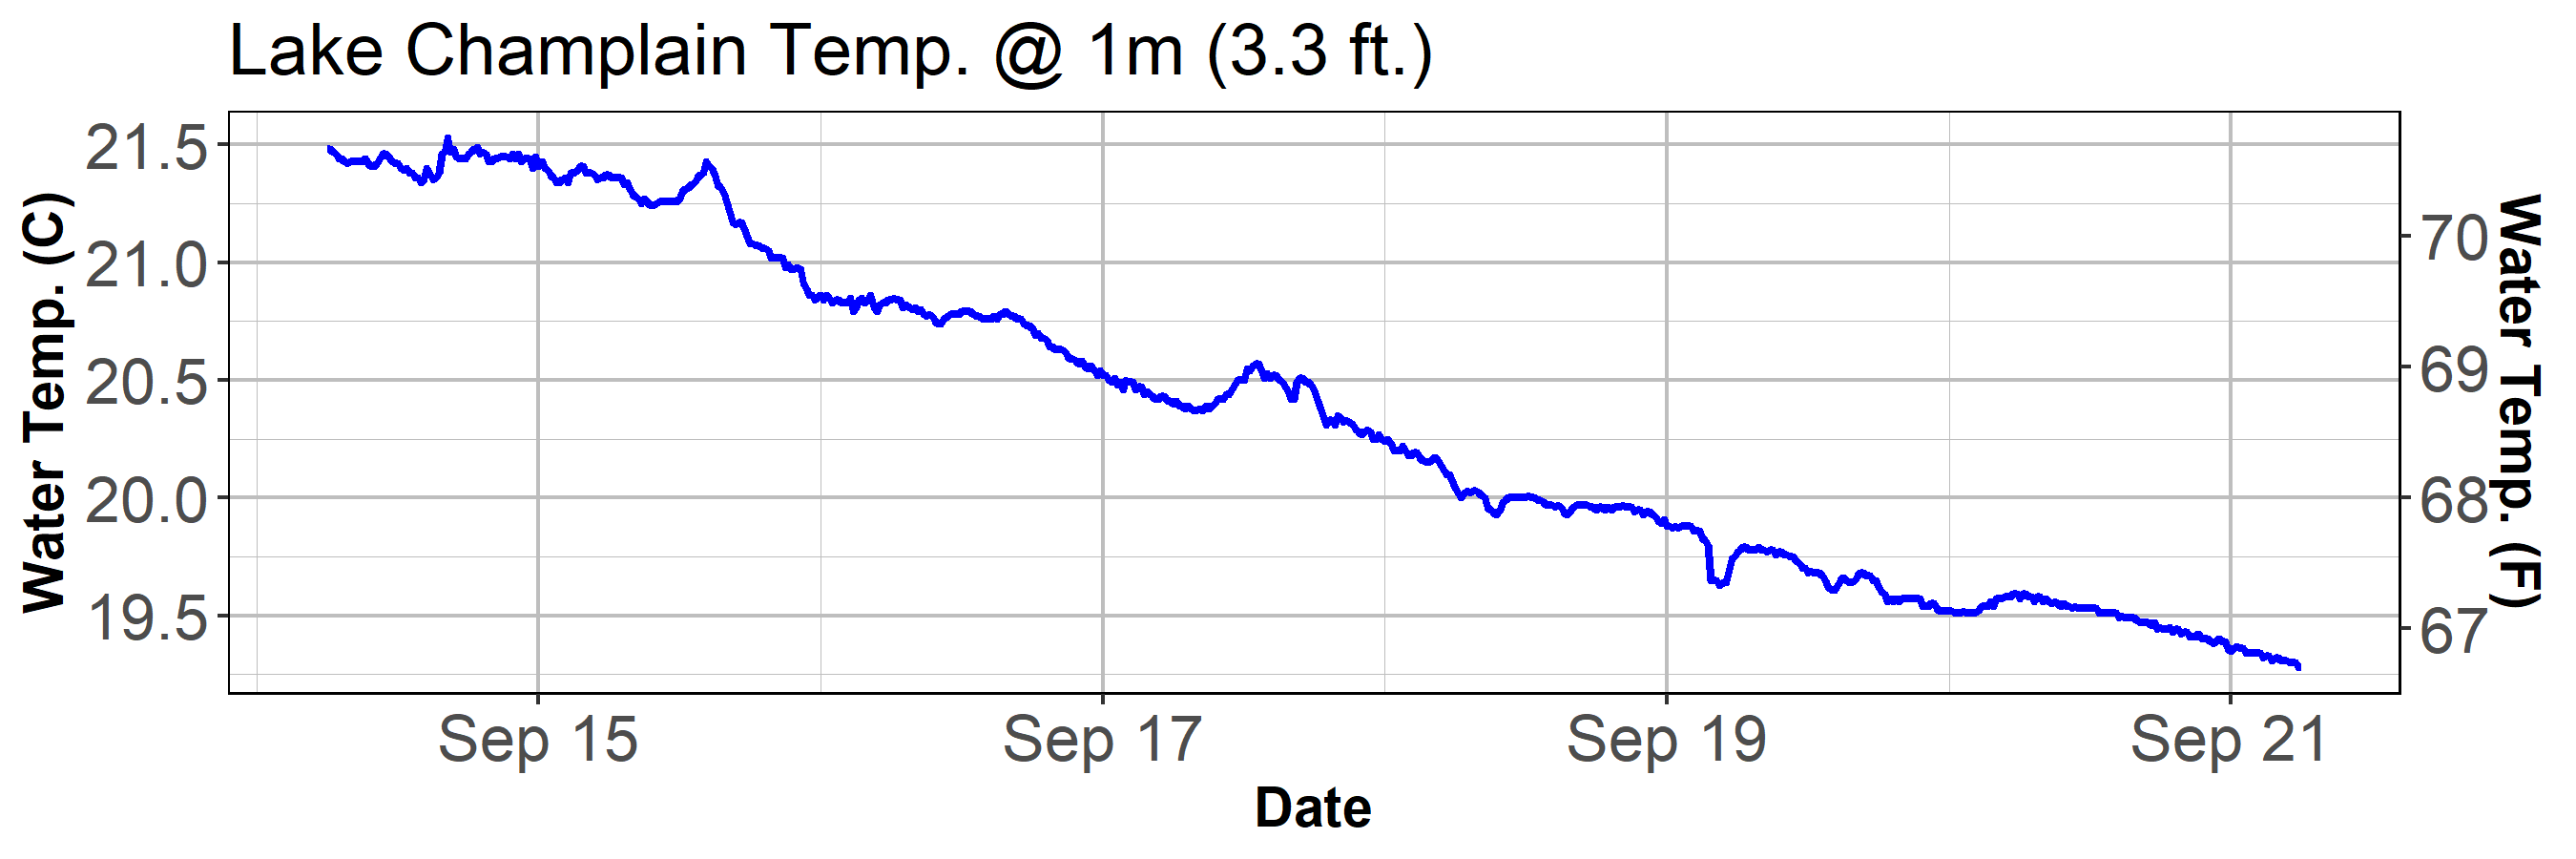 Lake Champlain Temp. @ 1m (3.3 ft.)
Water Temp. (C)
21.5
21.0
20.5
20.0
19.5
70
69
68
67
Water Temp. (F)
Sep 15 Sep 17 Sep 19 Sep 21
Date